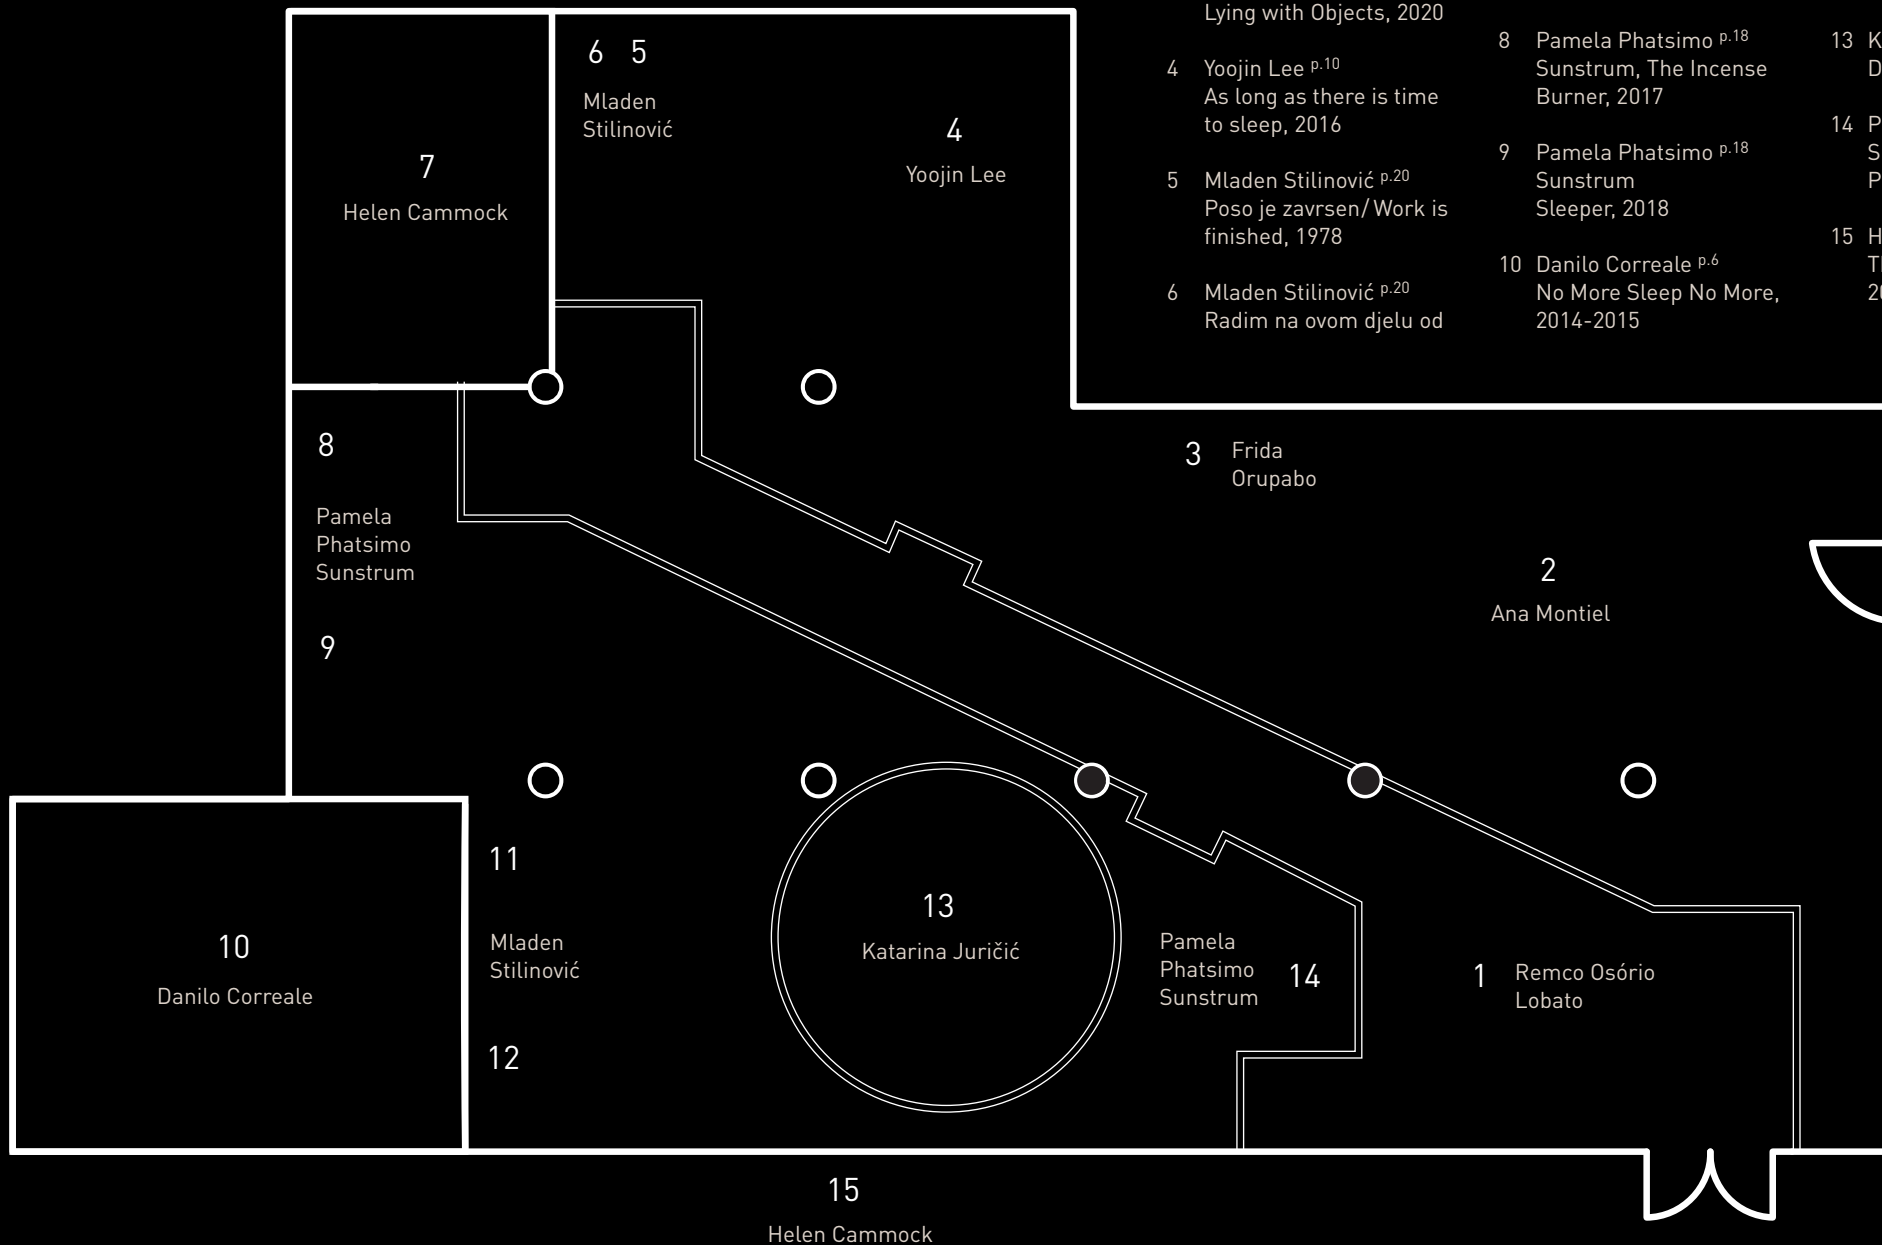 6 5
Mladen
Stilinović
4
Yoojin Lee
7
Helen Cammock
Lying with Objects, 2020
4 Yoojin Lee p.10
As long as there is time
to sleep, 2016
5 Mladen Stilinović p.20
Poso je zavrsen/Work is
finished, 1978
6 Mladen Stilinović p.20
Radim na ovom djelu od
8 Pamela Phatsimo p.18
Sunstrum, The Incense
Burner, 2017
9 Pamela Phatsimo p.18
Sunstrum
Sleeper, 2018
10 Danilo Correale p.6
No More Sleep No More,
2014-2015
13 K
D
14 P
S
P
15 H
3 Frida
Orupabo
8
Pamela
Phatsimo
Sunstrum
9
2
Ana Montiel
11
Mladen
Stilinović
12
10
Danilo Correale
13
Katarina Juričić
Pamela
Phatsimo
Sunstrum
14
1 Remco Osório
Lobato
15
Helen Cammock